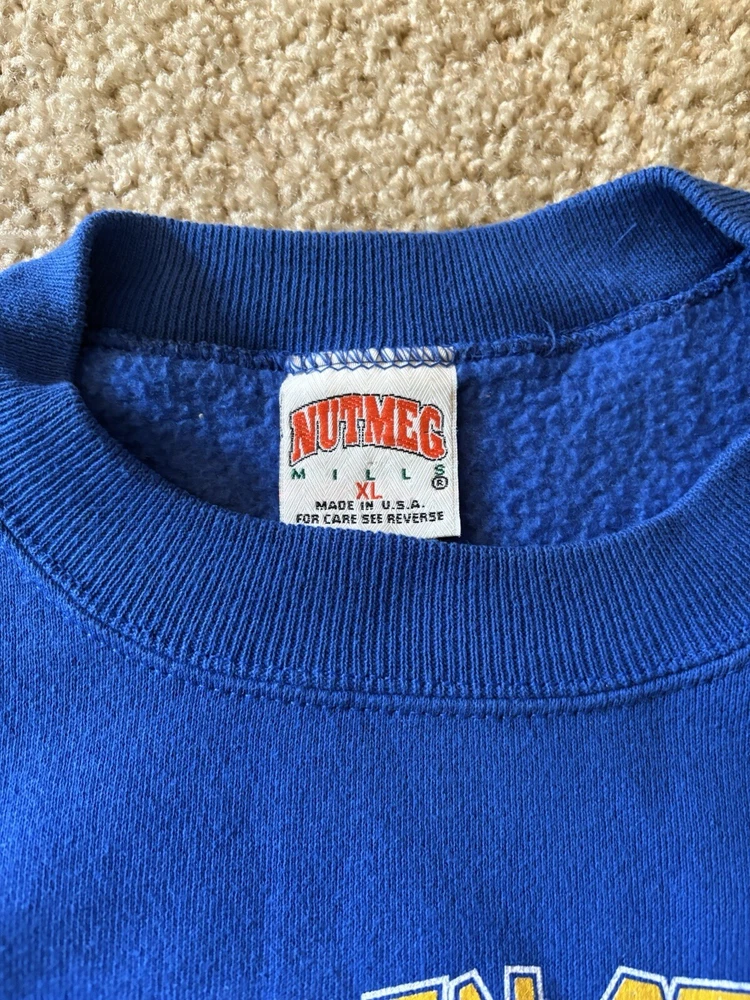 NUTMEG
MILLS
®
XL
MADE IN U.S.A.
FOR CARE SEE REVERSE